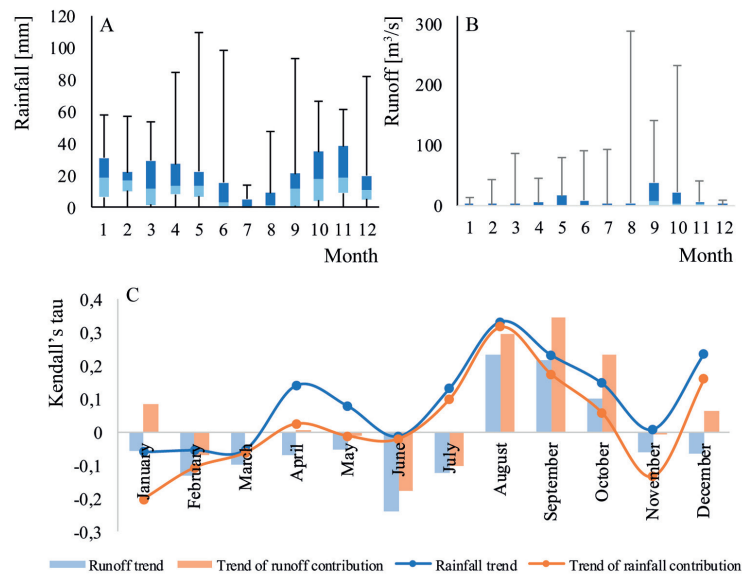 A
Rainfall [mm]
120
100
80
60
40
20
0
1 2 3 4 5 6 7 8 9 10 11 12
Month
B
Runoff [m³/s]
300
200
100
0
1 2 3 4 5 6 7 8 9 10 11 12
Month
C
Kendall's tau
0,4
0,3
0,2
0,1
0
-0,1
-0,2
-0,3
January February March April May June July August September October November December
Runoff trend Trend of runoff contribution Rainfall trend Trend of rainfall contribution